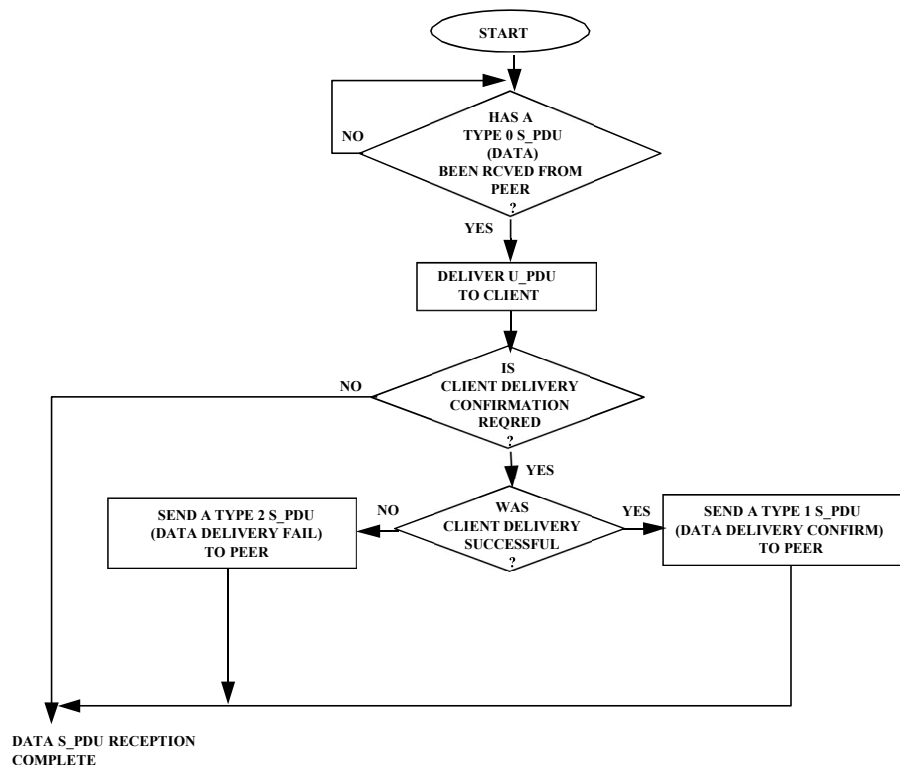 START
HAS A
TYPE 0 S_PDU
(DATA)
BEEN RCVED FROM
PEER
?
NO
YES
DELIVER U_PDU
TO CLIENT
IS
CLIENT DELIVERY
CONFIRMATION
REQRED
?
NO
YES
WAS
CLIENT DELIVERY
SUCCESSFUL
?
NO
YES
SEND A TYPE 2 S_PDU
(DATA DELIVERY FAIL)
TO PEER
SEND A TYPE 1 S_PDU
(DATA DELIVERY CONFIRM)
TO PEER
DATA S_PDU RECEPTION
COMPLETE